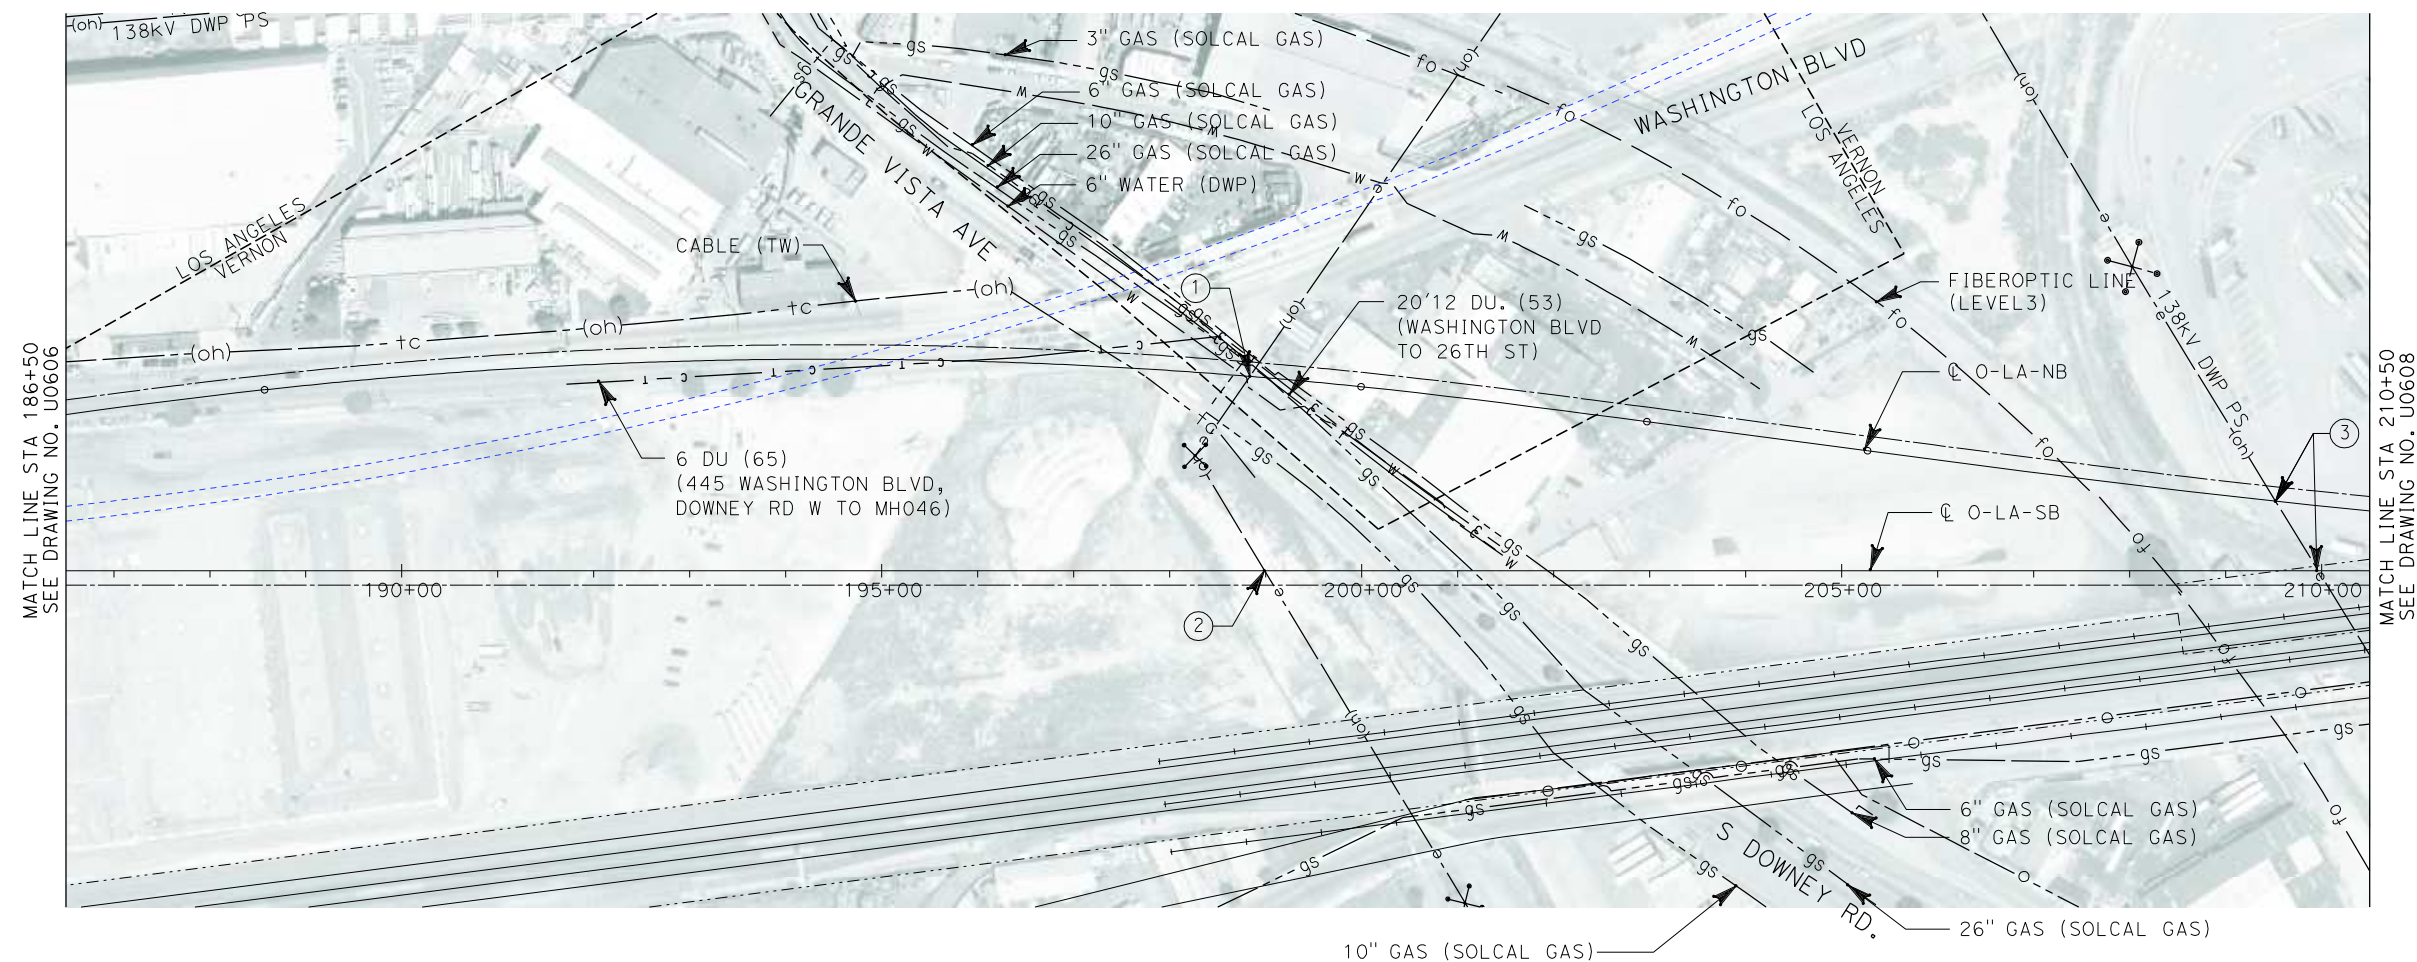 (oh)
138KV DWP PS
3" GAS (SOLCAL GAS)
6" GAS (SOLCAL GAS)
10" GAS (SOLCAL GAS)
26" GAS (SOLCAL GAS)
6" WATER (DWP)
GRANDE VISTA AVE
WASHINGTON BLVD
VERNON
LOS ANGELES
LOS ANGELES
VERNON
CABLE (TW)
(oh)
tc
(oh)
tc
(oh)
1
20'12 DU. (53)
(WASHINGTON BLVD
TO 26TH ST)
FIBEROPTIC LINE
(LEVEL3)
138KV DWP PS
(oh)
℄ O-LA-NB
3
6 DU (65)
(445 WASHINGTON BLVD,
DOWNEY RD W TO MH046)
℄ O-LA-SB
MATCH LINE STA 186+50
SEE DRAWING NO. U0606
MATCH LINE STA 210+50
SEE DRAWING NO. U0608
190+00
195+00
200+00
205+00
210+00
2
6" GAS (SOLCAL GAS)
8" GAS (SOLCAL GAS)
S DOWNEY RD.
26" GAS (SOLCAL GAS)
10" GAS (SOLCAL GAS)